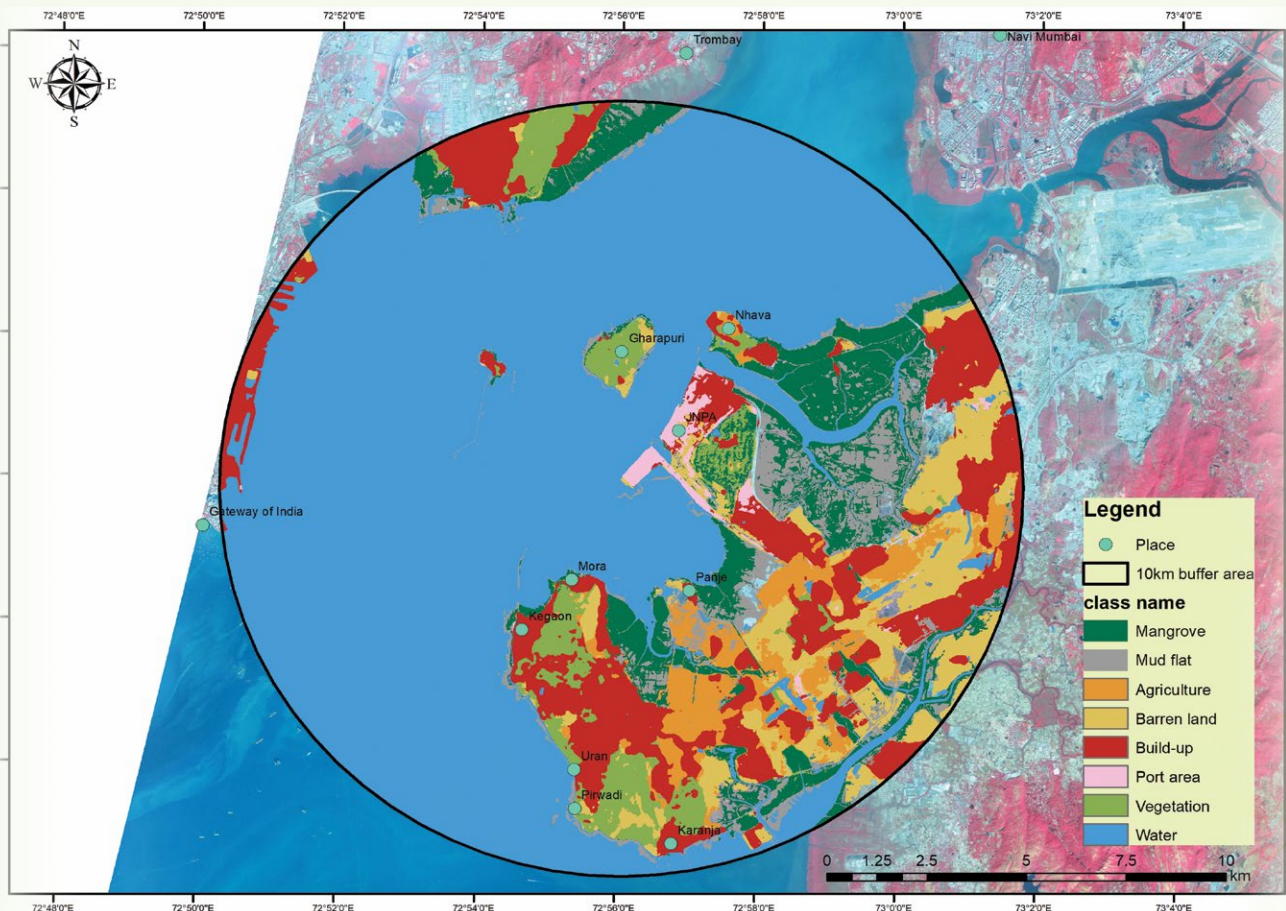 72°48'0"E 72°50'0"E 72°52'0"E 72°54'0"E 72°56'0"E 72°58'0"E 73°0'0"E 73°2'0"E 73°4'0"E
N
W E
S
Trombay
Navi Mumbai
Nhava
Gharapuri
JNPA
Gateway of India
Mora
Panje
Kegaon
Uran
Pirwadi
Karanja
Legend
Place
10km buffer area
class name
Mangrove
Mud flat
Agriculture
Barren land
Build-up
Port area
Vegetation
Water
0 1.25 2.5 5 7.5 10
km
72°48'0"E 72°50'0"E 72°52'0"E 72°54'0"E 72°56'0"E 72°58'0"E 73°0'0"E 73°2'0"E 73°4'0"E